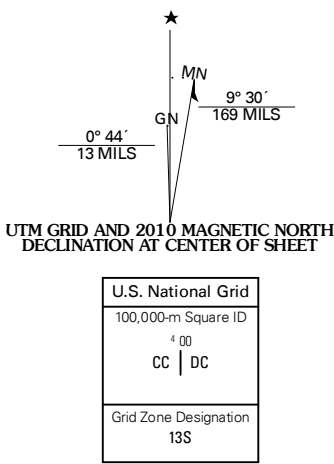 ★
MN
9° 30´
169 MILS
GN
0° 44´
13 MILS
UTM GRID AND 2010 MAGNETIC NORTH
DECLINATION AT CENTER OF SHEET
U.S. National Grid
100,000-m Square ID
4 00
CC | DC
Grid Zone Designation
13S